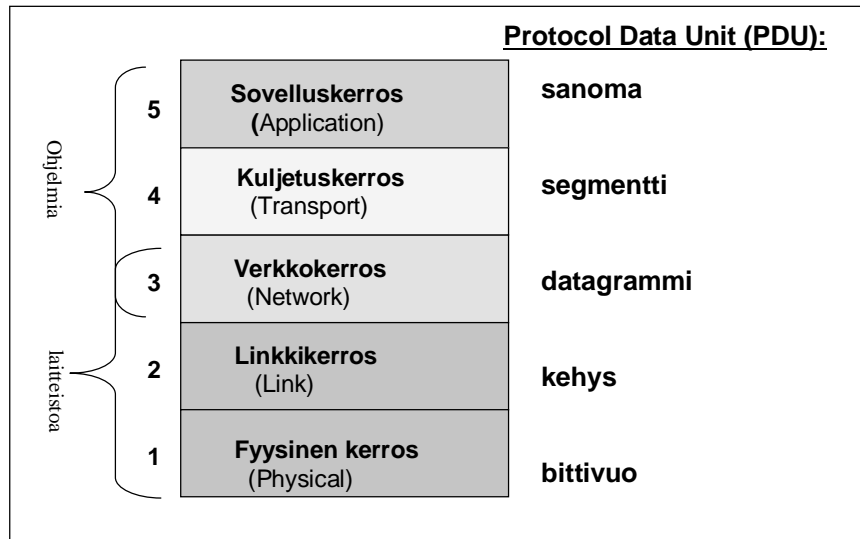 Protocol Data Unit (PDU):
Ohjelmia
laitteistoa
5
Sovelluskerros
(Application)
sanoma
4
Kuljetuskerros
(Transport)
segmentti
3
Verkkokerros
(Network)
datagrammi
2
Linkkikerros
(Link)
kehys
1
Fyysinen kerros
(Physical)
bittivuo